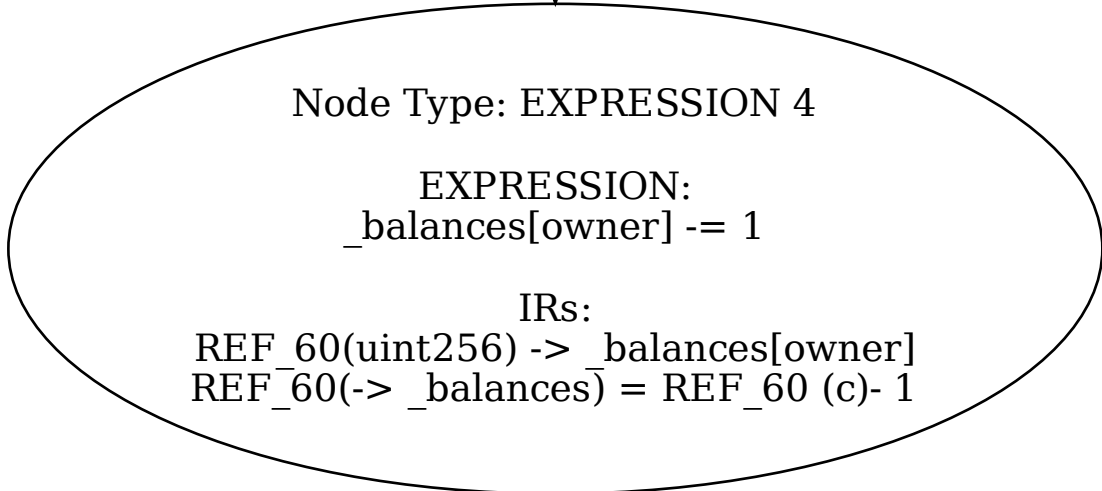 Node Type: EXPRESSION 4
EXPRESSION:
_balances[owner] -= 1
IRs:
REF_60(uint256) -> _balances[owner]
REF_60(-> _balances) = REF_60 (c)- 1